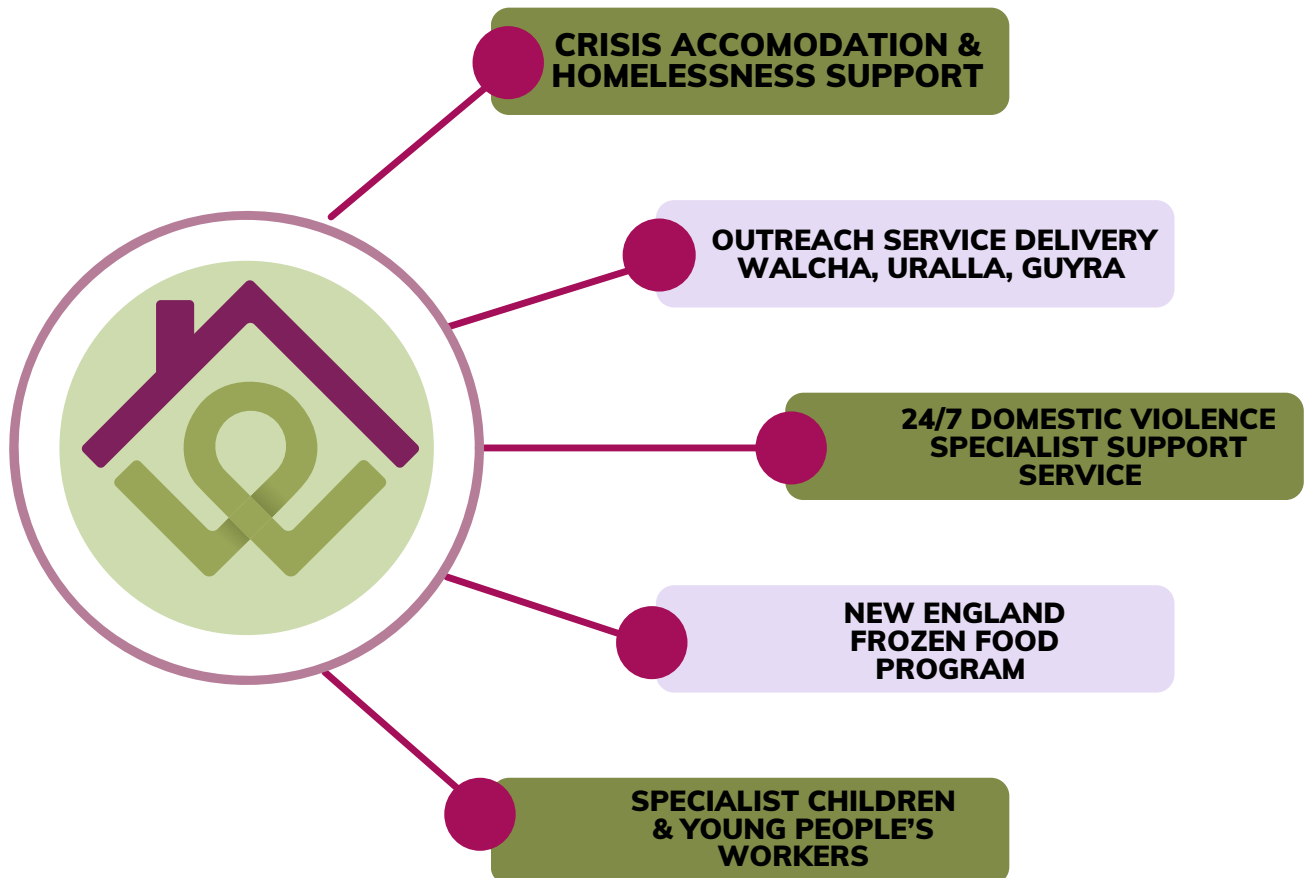 CRISIS ACCOMODATION &
HOMELESSNESS SUPPORT
OUTREACH SERVICE DELIVERY
WALCHA, URALLA, GUYRA
24/7 DOMESTIC VIOLENCE
SPECIALIST SUPPORT
SERVICE
NEW ENGLAND
FROZEN FOOD
PROGRAM
SPECIALIST CHILDREN
& YOUNG PEOPLE’S
WORKERS